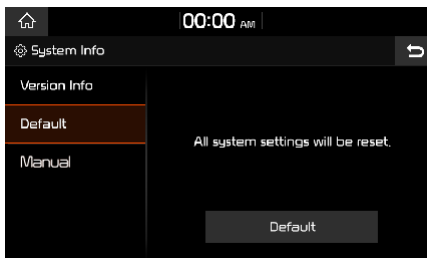 00:00 AM
System Info
Version Info
Default
Manual
All system settings will be reset.
Default